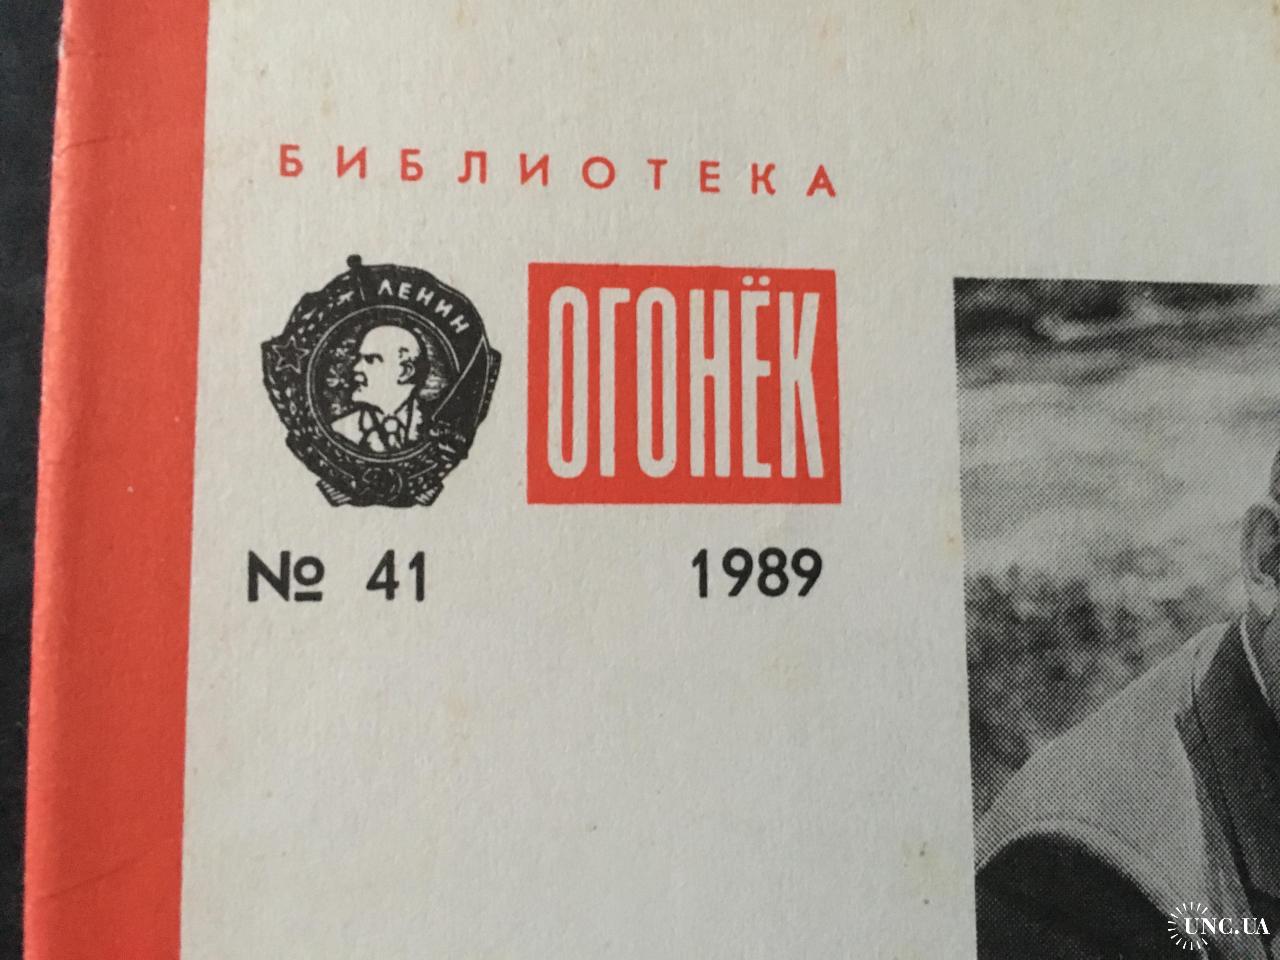 БИБЛИОТЕКА
ЛЕНИН
ОГОНЁК
№ 41 1989
UNC.UA